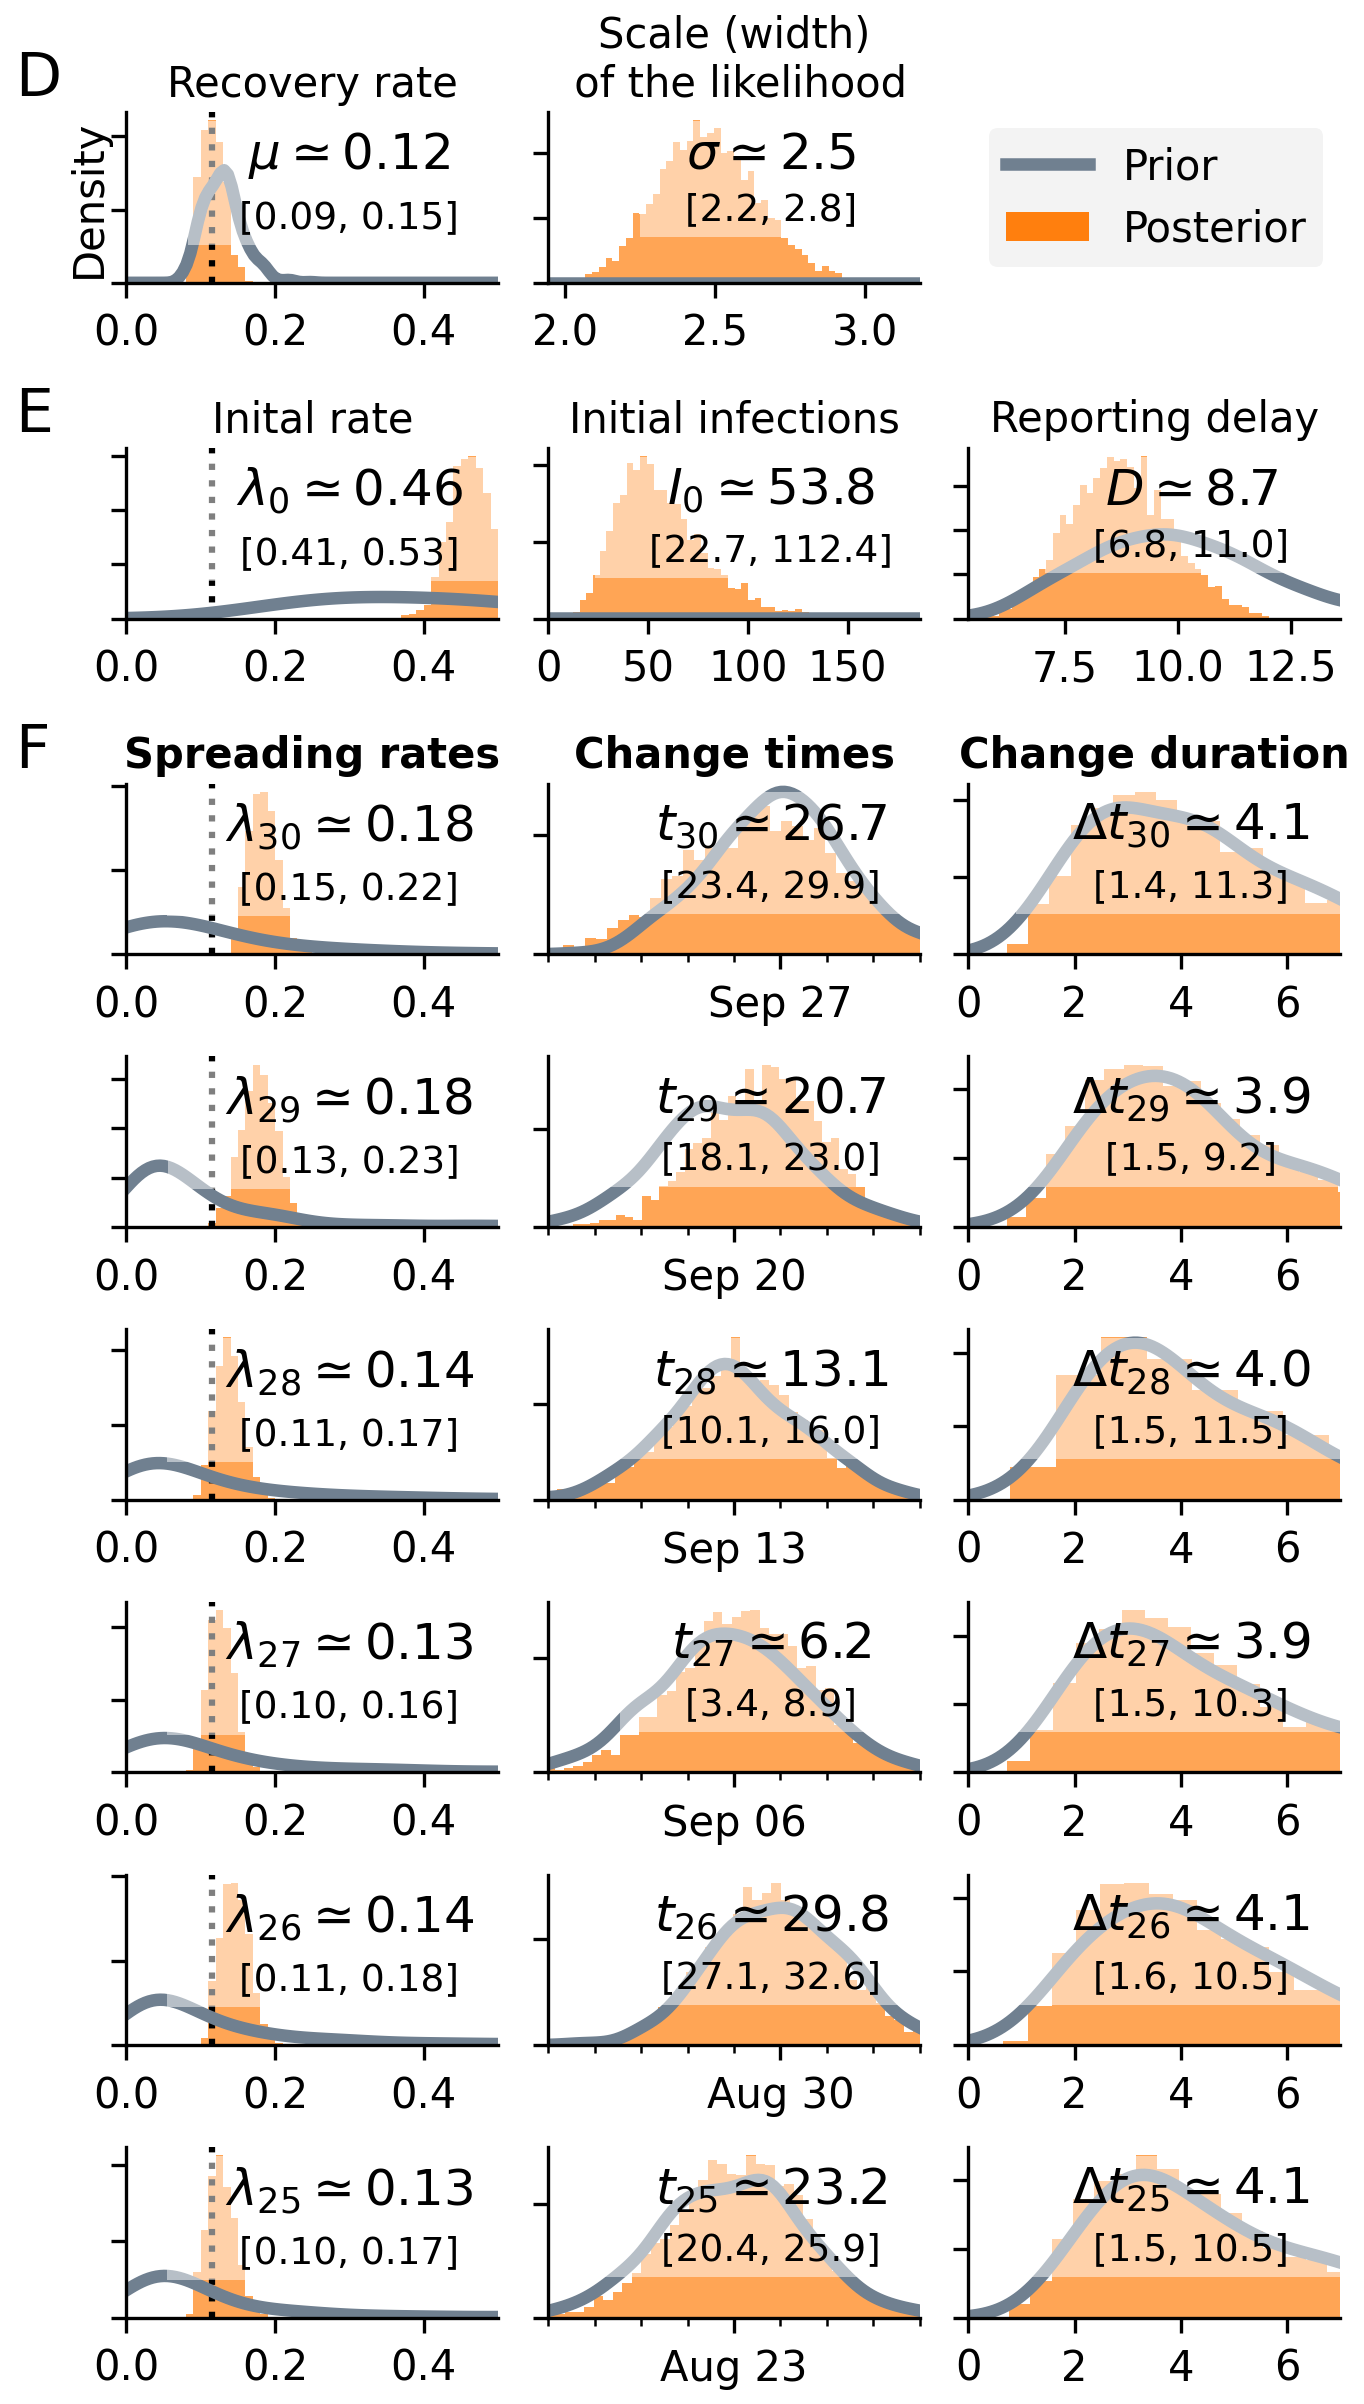 D
Recovery rate
Scale (width)
of the likelihood
Density
μ ≃ 0.12
[0.09, 0.15]
0.0 0.2 0.4
σ ≃ 2.5
[2.2, 2.8]
2.0 2.5 3.0
Prior
Posterior
E
Inital rate
λ0 ≃ 0.46
[0.41, 0.53]
0.0 0.2 0.4
Initial infections
I0 ≃ 53.8
[22.7, 112.4]
0 50 100 150
Reporting delay
D ≃ 8.7
[6.8, 11.0]
7.5 10.0 12.5
F
Spreading rates
Change times
Change duration
λ30 ≃ 0.18
[0.15, 0.22]
0.0 0.2 0.4
t30 ≃ 26.7
[23.4, 29.9]
Sep 27
Δt30 ≃ 4.1
[1.4, 11.3]
0 2 4 6
λ29 ≃ 0.18
[0.13, 0.23]
0.0 0.2 0.4
t29 ≃ 20.7
[18.1, 23.0]
Sep 20
Δt29 ≃ 3.9
[1.5, 9.2]
0 2 4 6
λ28 ≃ 0.14
[0.11, 0.17]
0.0 0.2 0.4
t28 ≃ 13.1
[10.1, 16.0]
Sep 13
Δt28 ≃ 4.0
[1.5, 11.5]
0 2 4 6
λ27 ≃ 0.13
[0.10, 0.16]
0.0 0.2 0.4
t27 ≃ 6.2
[3.4, 8.9]
Sep 06
Δt27 ≃ 3.9
[1.5, 10.3]
0 2 4 6
λ26 ≃ 0.14
[0.11, 0.18]
0.0 0.2 0.4
t26 ≃ 29.8
[27.1, 32.6]
Aug 30
Δt26 ≃ 4.1
[1.6, 10.5]
0 2 4 6
λ25 ≃ 0.13
[0.10, 0.17]
0.0 0.2 0.4
t25 ≃ 23.2
[20.4, 25.9]
Aug 23
Δt25 ≃ 4.1
[1.5, 10.5]
0 2 4 6